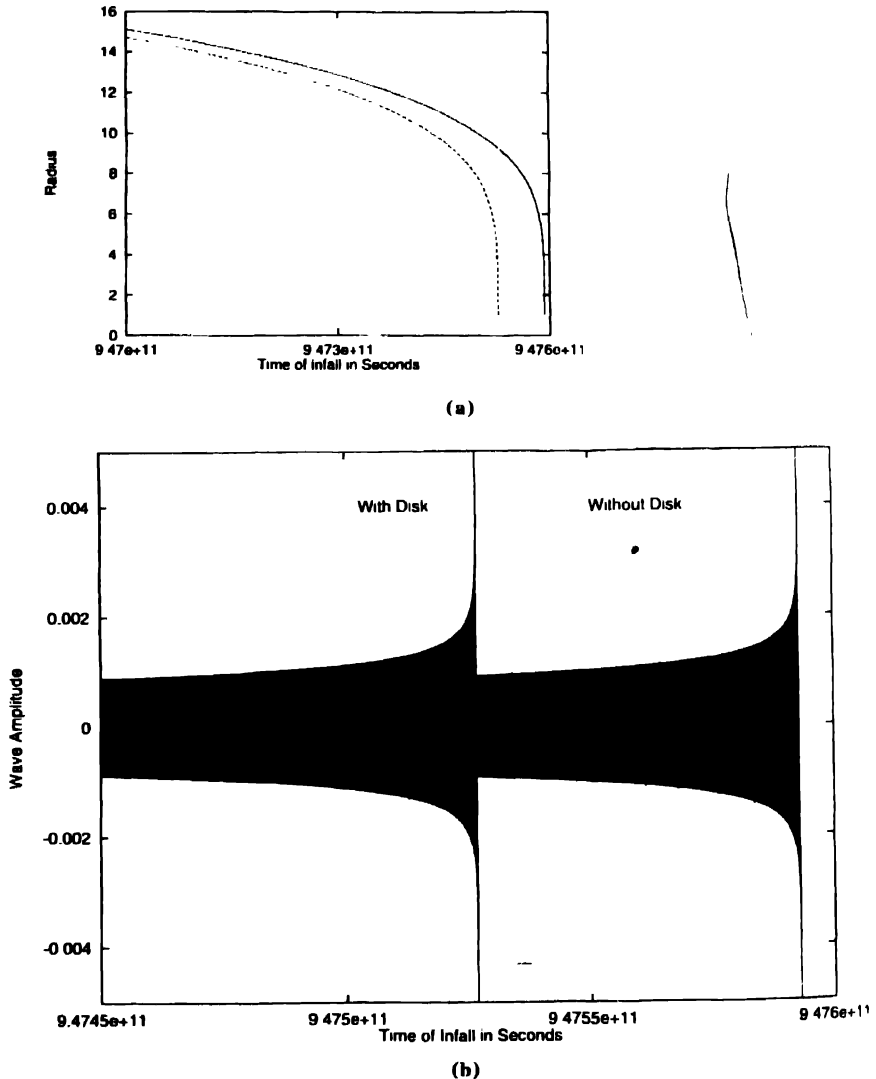 16
14
12
10
8
6
4
2
0
Radius
9 47e+11 9 473e+11 9 476e+11
Time of Infall in Seconds
(a)
With Disk Without Disk
0.004
0.002
0
-0.002
-0 004
Wave Amplitude
9.4745e+11 9 475e+11 9 4755e+11 9 476e+11
Time of Infall in Seconds
(b)